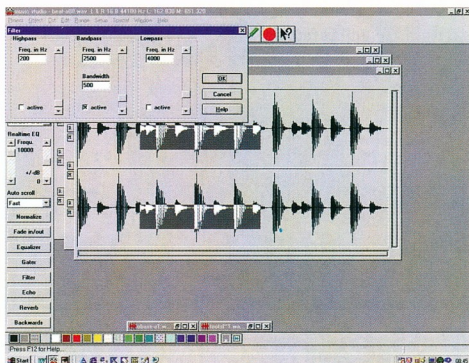 Filter
Highpass
Bandpass
Lowpass
Freq. in Hz
200
Freq. in Hz
2500
Freq. in Hz
4000
Bandwidth
500
active
active
active
OK
Cancel
Help
Realtime EQ
Frequ.
10000
+/-dB
0
Auto scroll
Fast
Normalize
Fade in/out
Equalizer
Gater
Filter
Echo
Reverb
Backwards
Press F12 for Help
Start